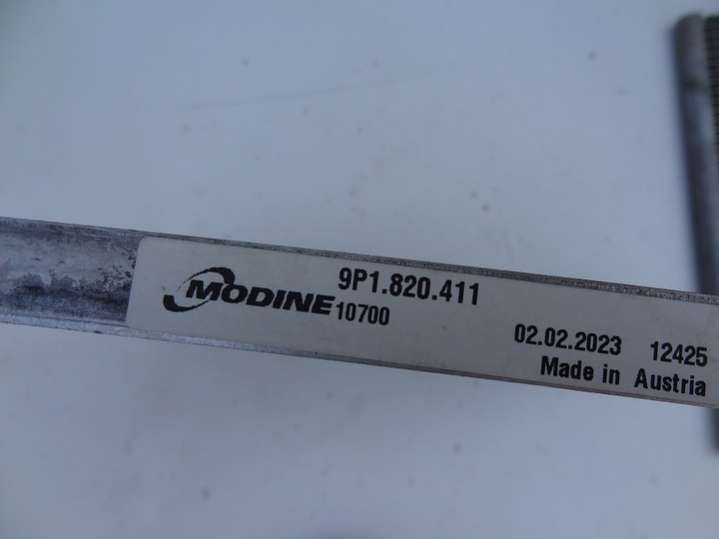 9P1.820.411
MODINE 10700
02.02.2023 12425
Made in Austria